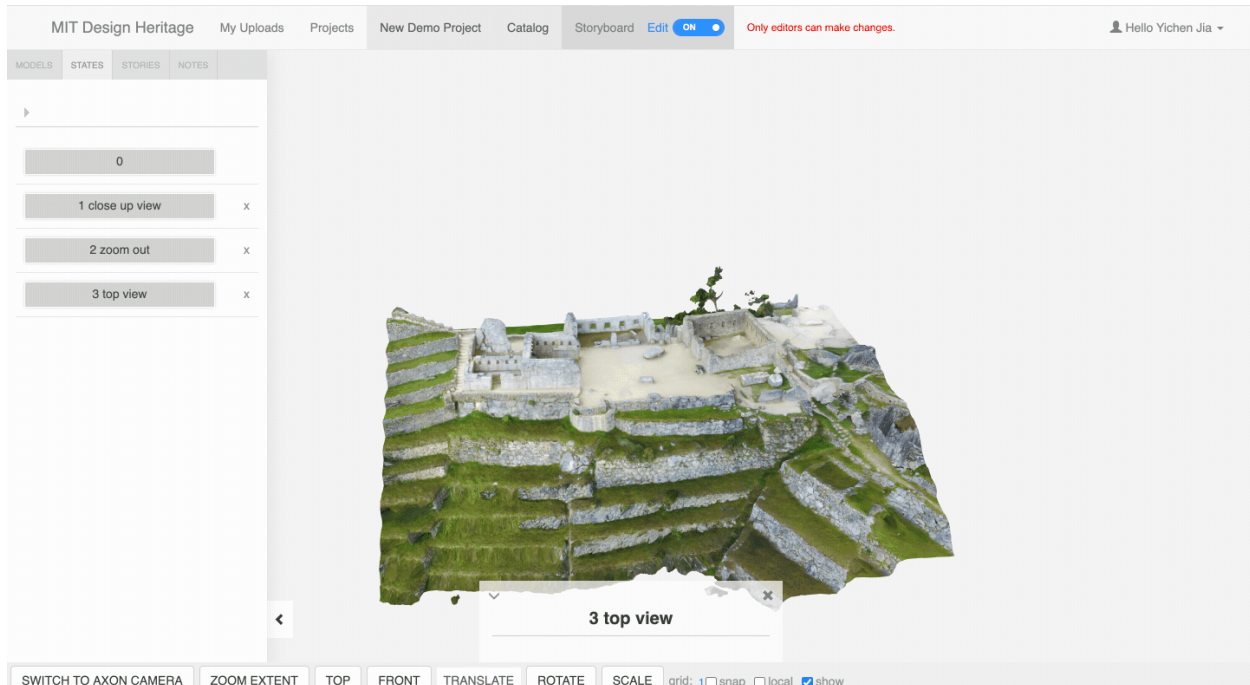 MIT Design Heritage My Uploads Projects New Demo Project Catalog Storyboard Edit ON Only editors can make changes. Hello Yichen Jia
MODELS STATES STORIES NOTES
0
1 close up view x
2 zoom out x
3 top view x
3 top view
SWITCH TO AXON CAMERA ZOOM EXTENT TOP FRONT TRANSLATE ROTATE SCALE grid: 1 snap local show